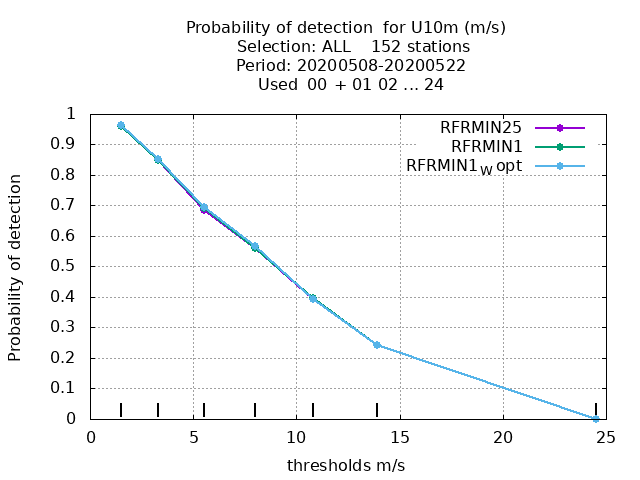 Probability of detection  for U10m (m/s)
Selection: ALL    152 stations
Period: 20200508-20200522
Used  00  + 01 02 ... 24
RFRMIN25
RFRMIN1
RFRMIN1W opt
1
0.9
0.8
0.7
0.6
0.5
0.4
0.3
0.2
0.1
0
Probability of detection
0 5 10 15 20 25
thresholds m/s